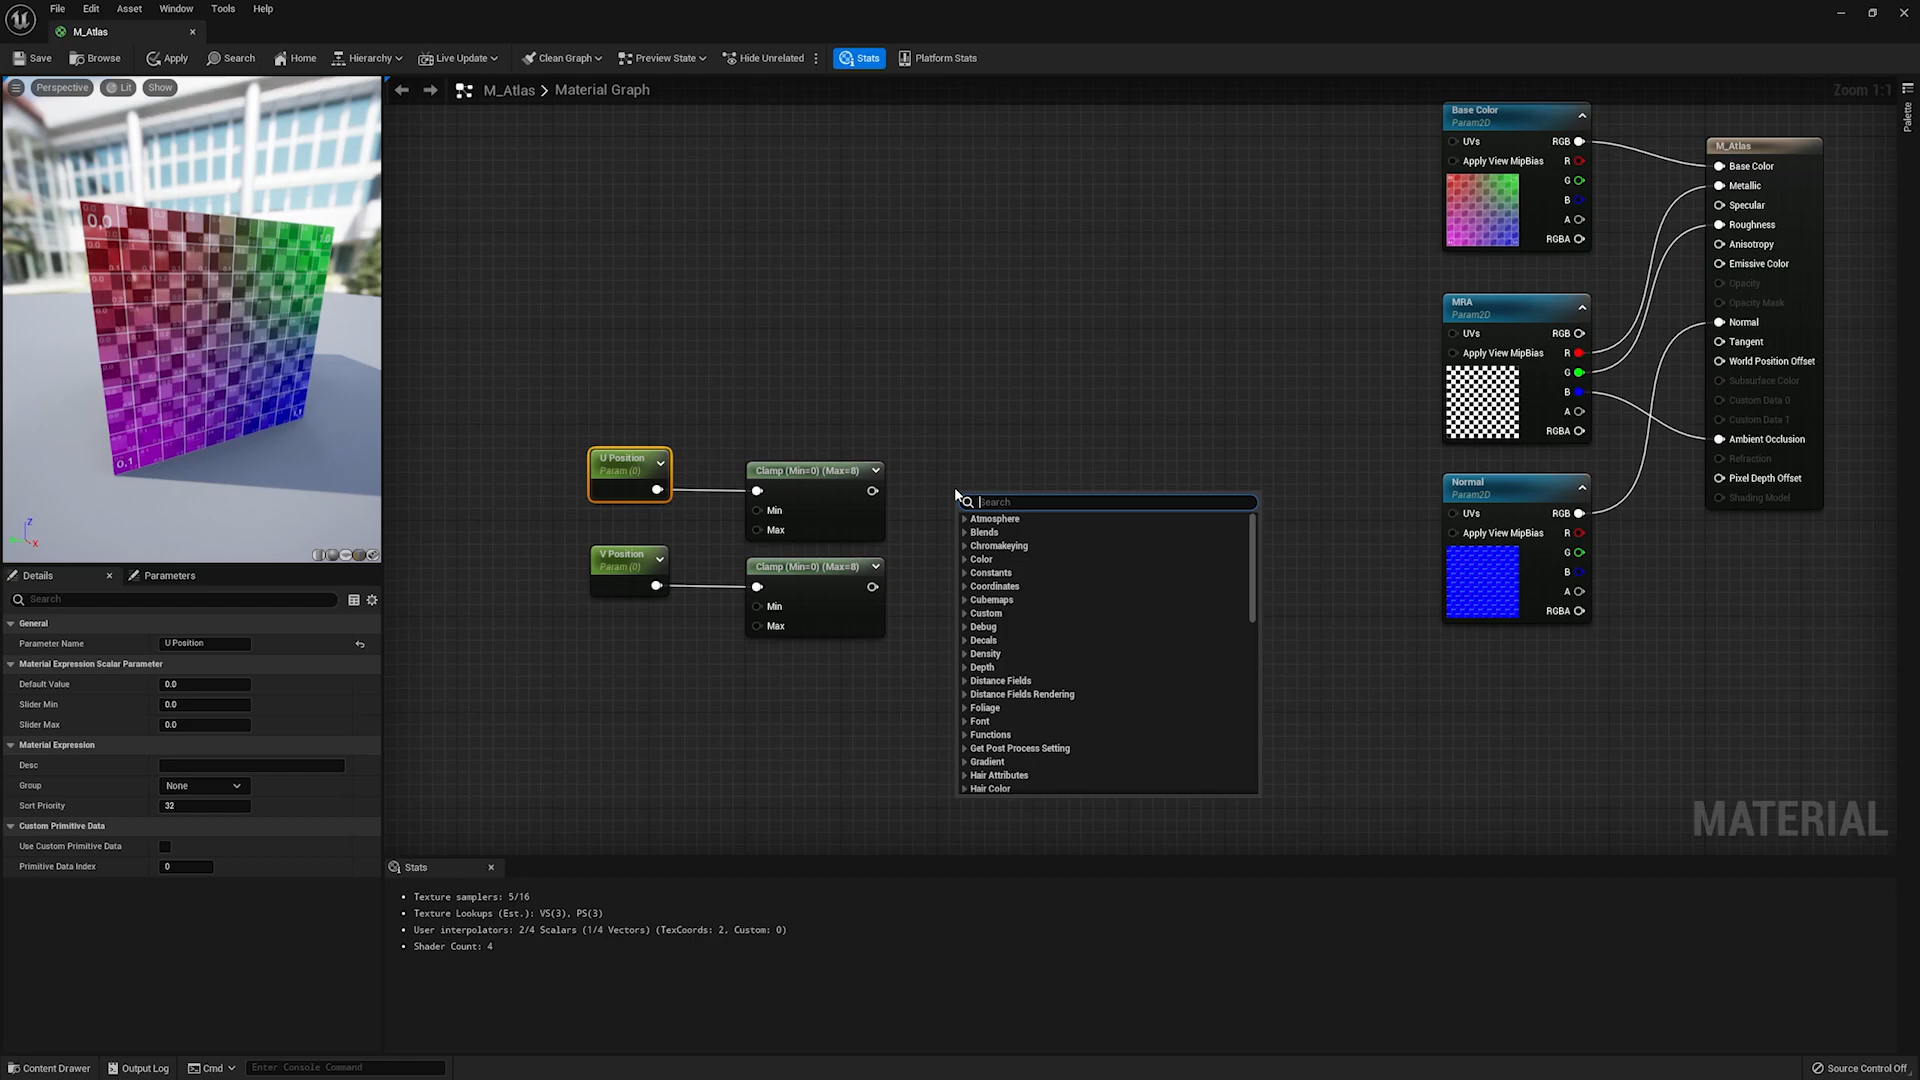 File Edit Asset Window Tools Help
M_Atlas
Save Browse Apply Search Home Hierarchy Live Update Clean Graph Preview State Hide Unrelated Stats Platform Stats
Perspective Lit Show
M_Atlas > Material Graph
Zoom 1:1
Palette
0,0
1,0
0,1
1,1
Z
X
Base Color
Param2D
UVs RGB
Apply View MipBias R
G
B
A
RGBA
MRA
Param2D
UVs RGB
Apply View MipBias R
G
B
A
RGBA
Normal
Param2D
UVs RGB
Apply View MipBias R
G
B
A
RGBA
M_Atlas
Base Color
Metallic
Specular
Roughness
Anisotropy
Emissive Color
Opacity
Opacity Mask
Normal
Tangent
World Position Offset
Subsurface Color
Custom Data 0
Custom Data 1
Ambient Occlusion
Refraction
Pixel Depth Offset
Shading Model
U Position
Param (0)
Clamp (Min=0) (Max=8)
Min
Max
V Position
Param (0)
Clamp (Min=0) (Max=8)
Min
Max
Search
Atmosphere
Blends
Chromakeying
Color
Constants
Coordinates
Cubemaps
Custom
Debug
Decals
Density
Depth
Distance Fields
Distance Fields Rendering
Foliage
Font
Functions
Get Post Process Setting
Gradient
Hair Attributes
Hair Color
MATERIAL
Details Parameters
Search
General
Parameter Name U Position
Material Expression Scalar Parameter
Default Value 0.0
Slider Min 0.0
Slider Max 0.0
Material Expression
Desc
Group None
Sort Priority 32
Custom Primitive Data
Use Custom Primitive Data
Primitive Data Index 0
Stats
• Texture samplers: 5/16
• Texture Lookups (Est.): VS(3), PS(3)
• User interpolators: 2/4 Scalars (1/4 Vectors) (TexCoords: 2, Custom: 0)
• Shader Count: 4
Content Drawer Output Log Cmd Enter Console Command Source Control Off